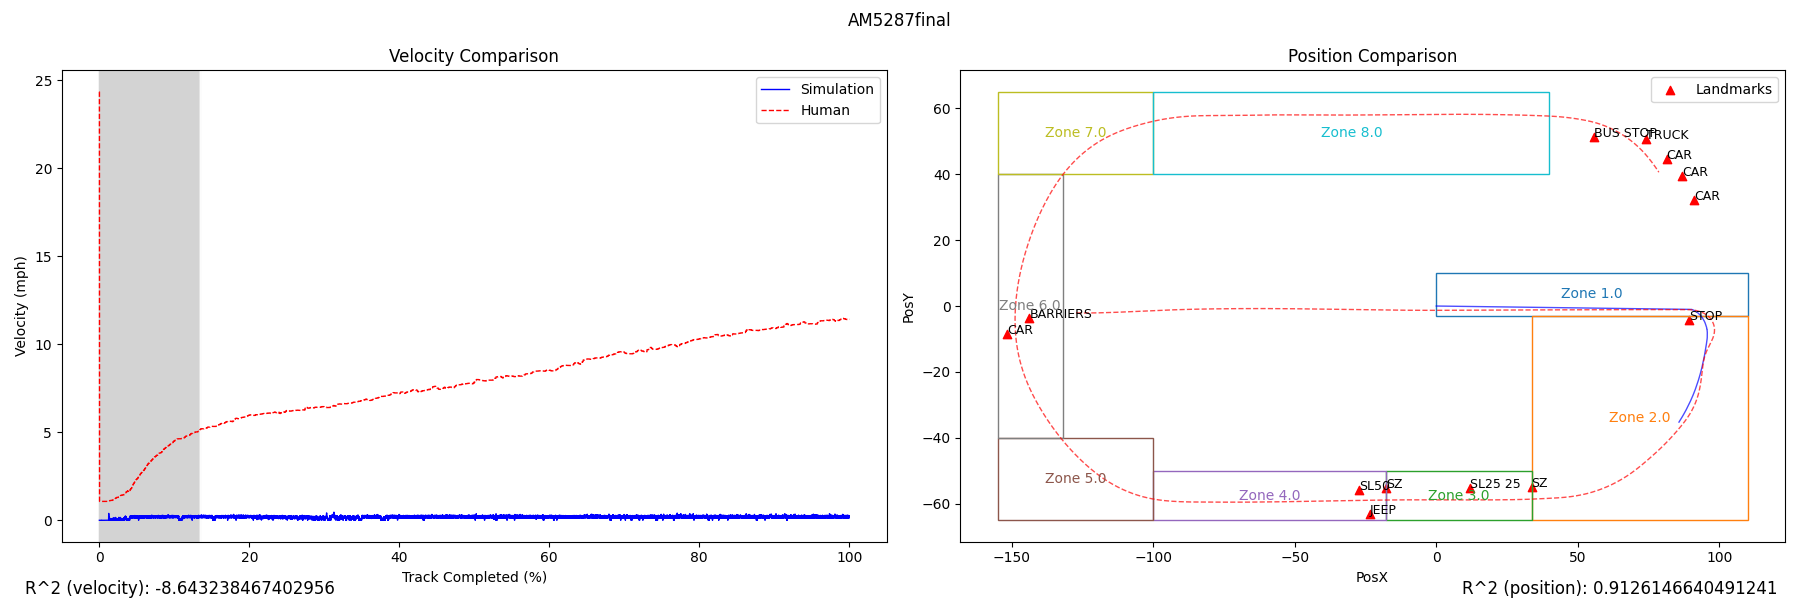 AM5287final
Velocity Comparison
Simulation
Human
Velocity (mph)
25
20
15
10
5
0
0
20
40
60
80
100
Track Completed (%)
R^2 (velocity): -8.643238467402956
Position Comparison
Landmarks
PosY
60
40
20
0
−20
−40
−60
Zone 7.0
Zone 8.0
BUS STOP
TRUCK
CAR
CAR
CAR
Zone 1.0
Zone 6.0
BARRIERS
STOP
CAR
Zone 2.0
Zone 5.0
Zone 4.0
SL50
SZ
JEEP
Zone 3.0
SL25 25
SZ
−150
−100
−50
0
50
100
PosX
R^2 (position): 0.9126146640491241